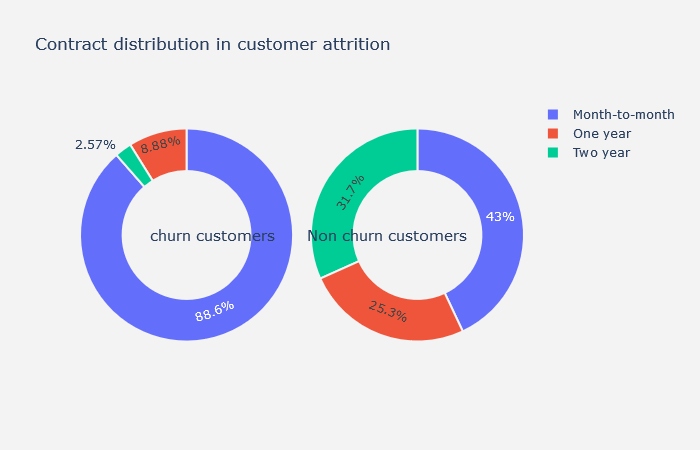 Contract distribution in customer attrition
Month-to-month
One year
Two year
2.57%
8.88%
88.6%
churn customers
31.7%
43%
25.3%
Non churn customers